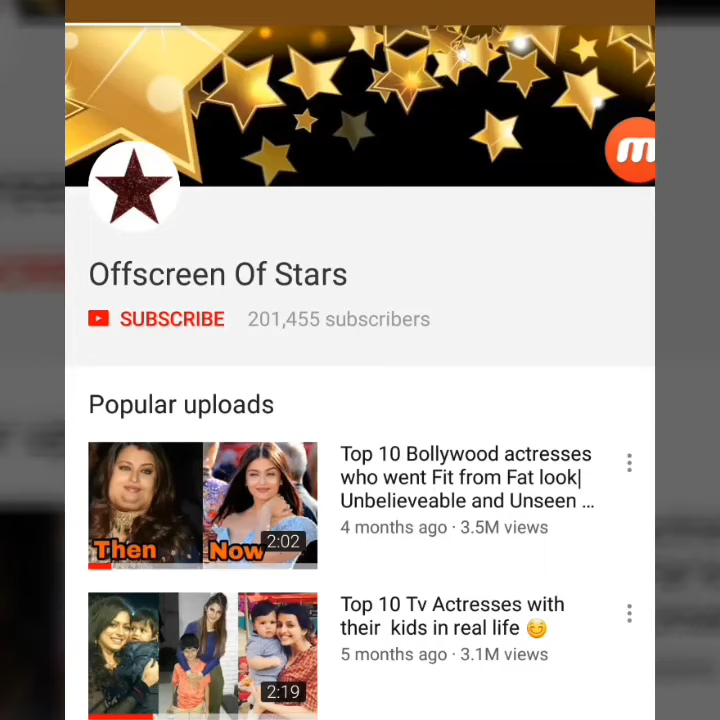 m
Offscreen Of Stars
SUBSCRIBE 201,455 subscribers
Popular uploads
Then
Now
2:02
Top 10 Bollywood actresses
who went Fit from Fat look|
Unbelieveable and Unseen ...
4 months ago · 3.5M views
2:19
Top 10 Tv Actresses with
their kids in real life 😊
5 months ago · 3.1M views